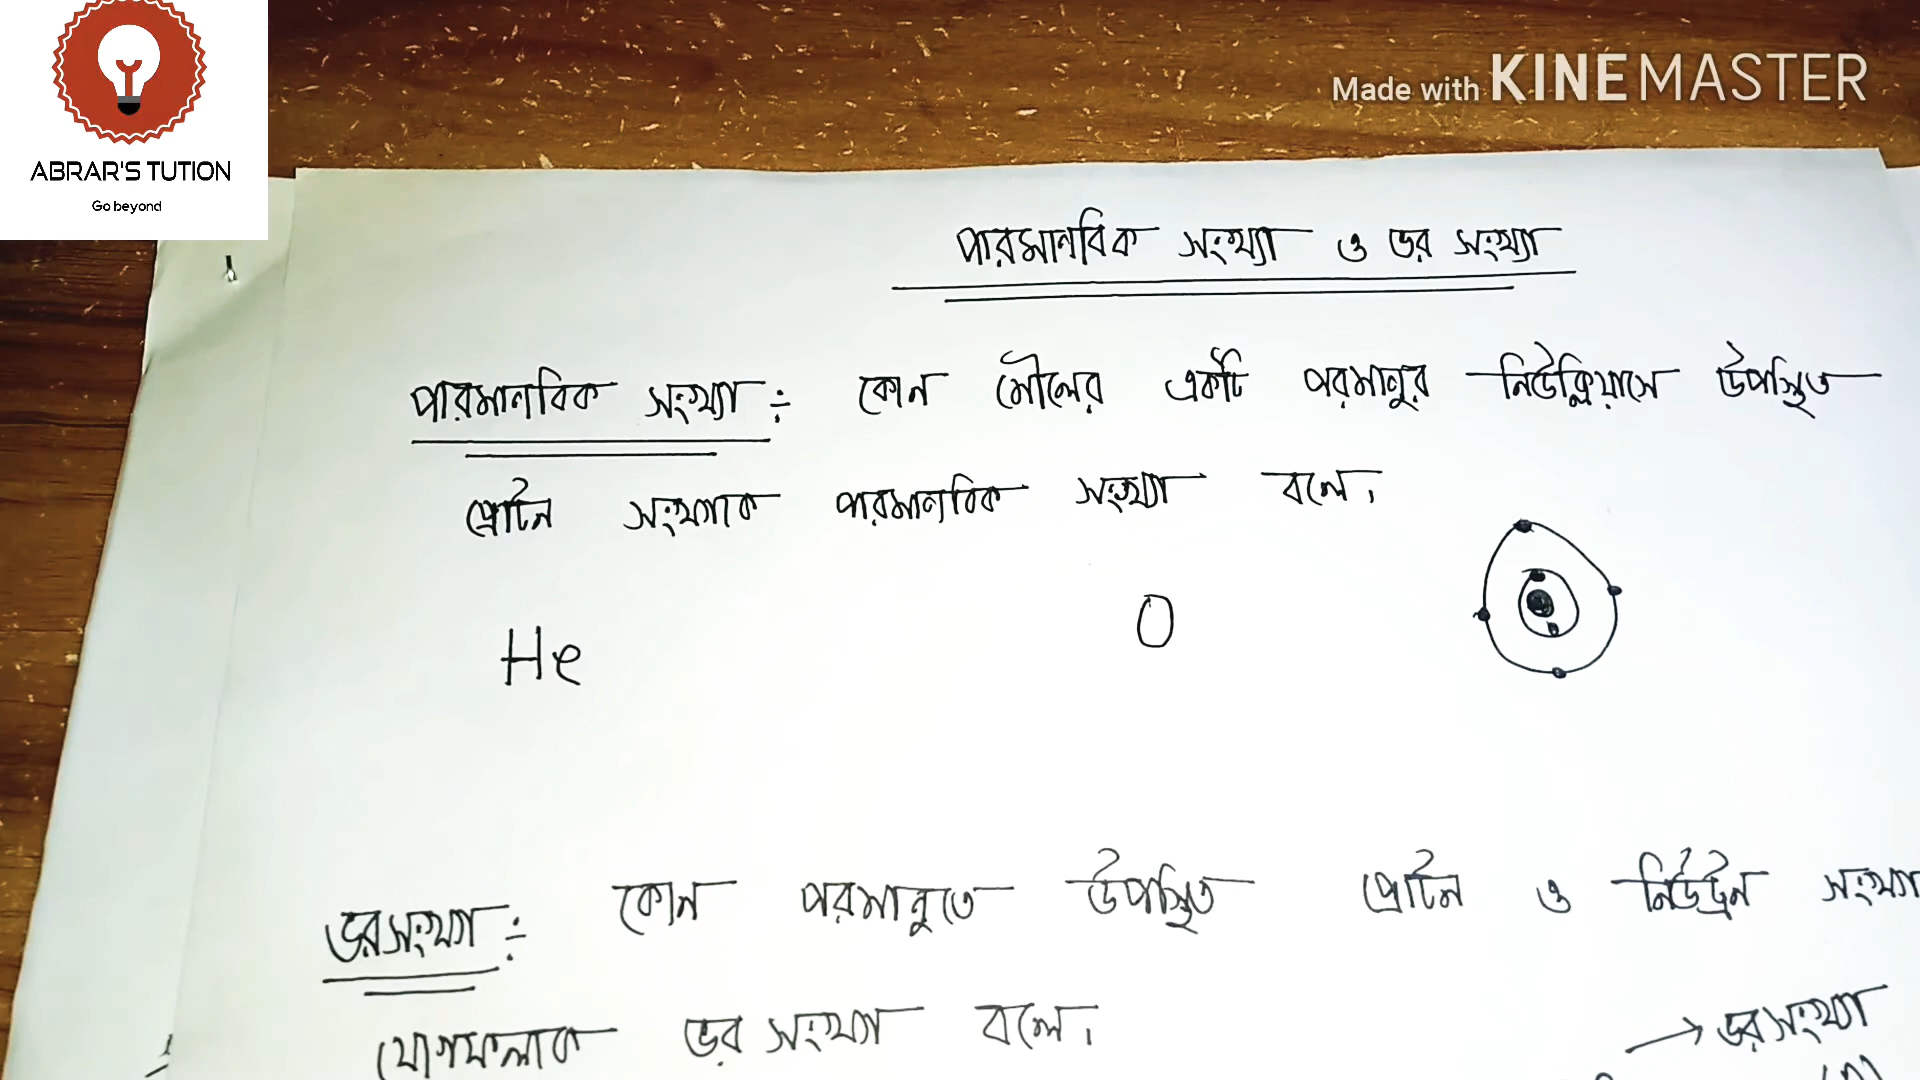 ABRAR'S TUTION
Go beyond
Made with KINEMASTER
পারমানবিক সংখ্যা ও ভর সংখ্যা
পারমানবিক সংখ্যা ÷ কোন মৌলের একটি পরমানুর নিউক্লিয়াসে উপস্থিত
প্রোটন সংখ্যাকে পারমানবিক সংখ্যা বলে।
He O
ভরসংখ্যা ÷ কোন পরমানুতে উপস্থিত প্রোটন ও নিউট্রন সংখ্যা
যোগফলকে ভর সংখ্যা বলে।
→ ভরসংখ্যা